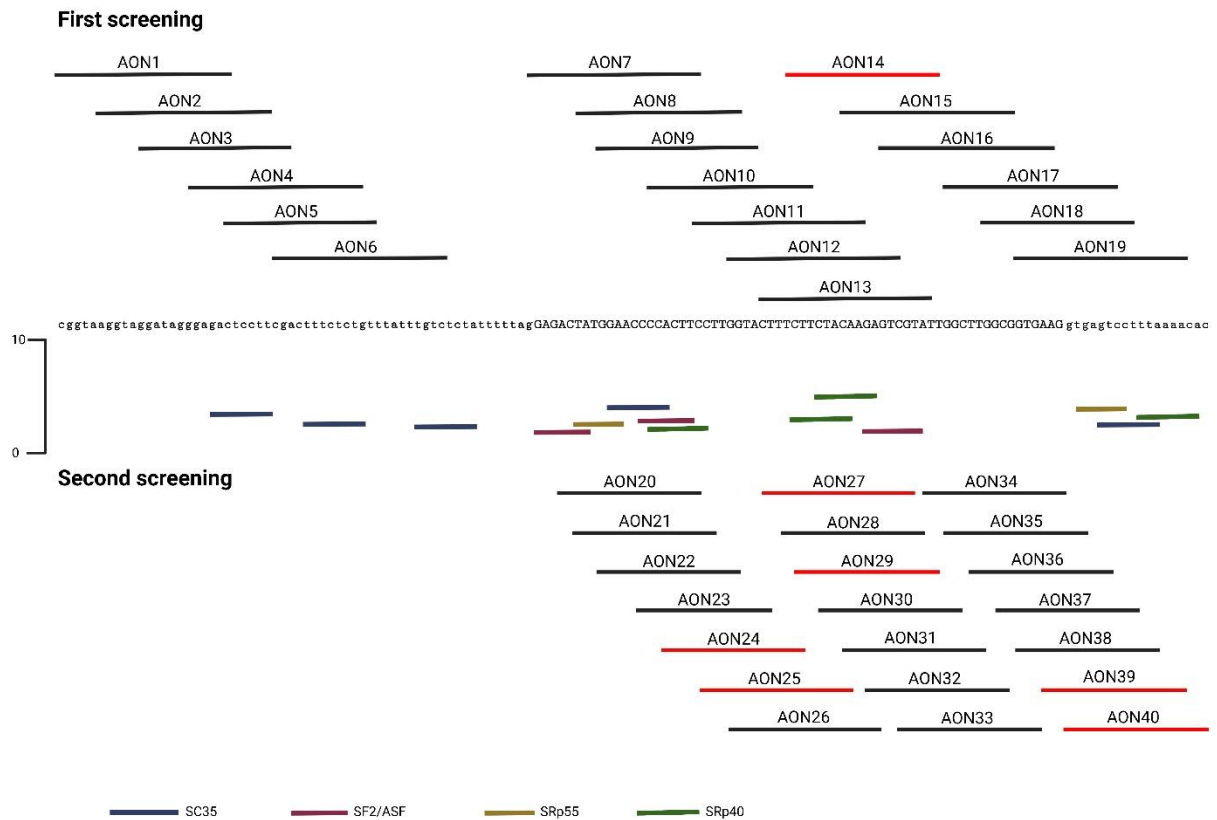 First screening
AON1 AON7 AON14
AON2 AON8 AON15
AON3 AON9 AON16
AON4 AON10 AON17
AON5 AON11 AON18
AON6 AON12 AON19
AON13
cggtaaggtaggatagggagactccttcgactttctctgtttatttgtctctatttttagGAGACTATGGAACCCCACTTCCTTGGTACTTTCTTCTACAAGAGTCGTATTGGCTTGGCGGTGAAGgtgagtcctttaaaacac
10
0
Second screening
AON20 AON27 AON34
AON21 AON28 AON35
AON22 AON29 AON36
AON23 AON30 AON37
AON24 AON31 AON38
AON25 AON32 AON39
AON26 AON33 AON40
SC35 SF2/ASF SRp55 SRp40